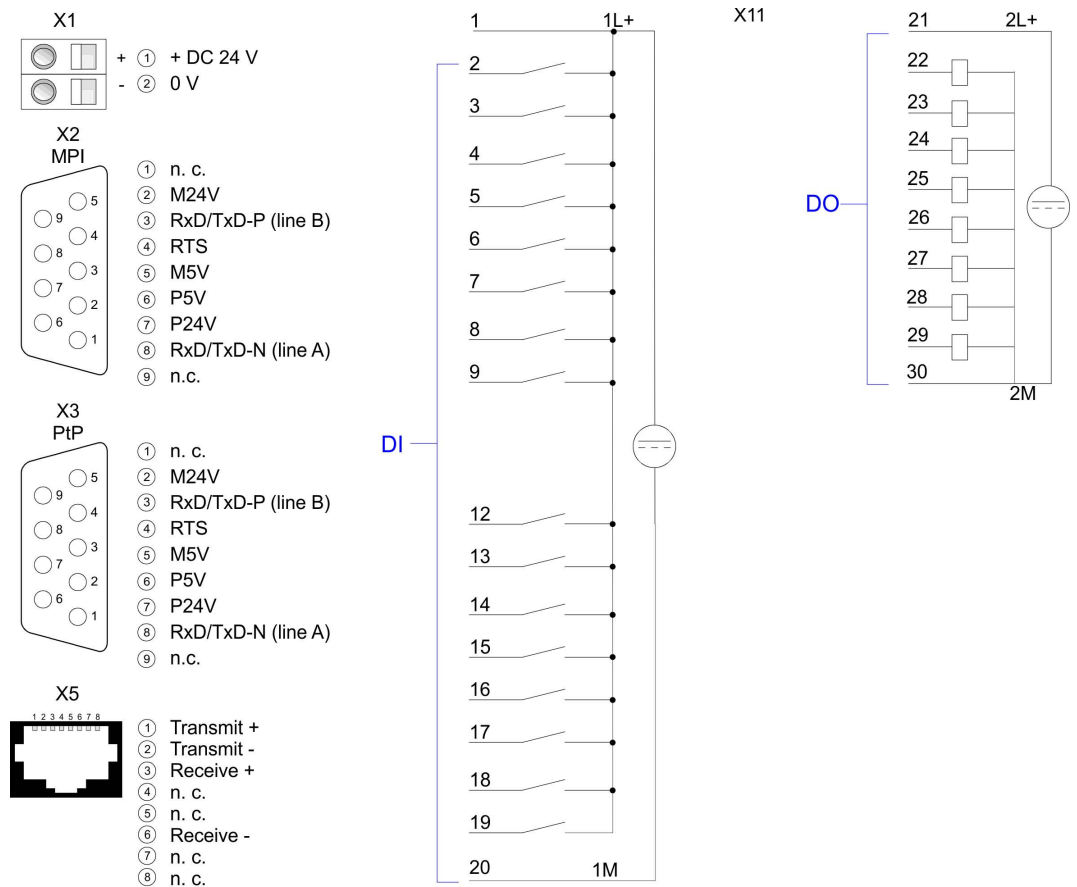 X1
+ ① + DC 24 V
- ② 0 V
X2
MPI
5
9
4
8
3
7
2
6
1
① n. c.
② M24V
③ RxD/TxD-P (line B)
④ RTS
⑤ M5V
⑥ P5V
⑦ P24V
⑧ RxD/TxD-N (line A)
⑨ n.c.
X3
PtP
5
9
4
8
3
7
2
6
1
① n. c.
② M24V
③ RxD/TxD-P (line B)
④ RTS
⑤ M5V
⑥ P5V
⑦ P24V
⑧ RxD/TxD-N (line A)
⑨ n.c.
X5
1 2 3 4 5 6 7 8
① Transmit +
② Transmit -
③ Receive +
④ n. c.
⑤ n. c.
⑥ Receive -
⑦ n. c.
⑧ n. c.
DI
1 1L+
2
3
4
5
6
7
8
9
12
13
14
15
16
17
18
19
20 1M
X11
DO
21 2L+
22
23
24
25
26
27
28
29
30
2M